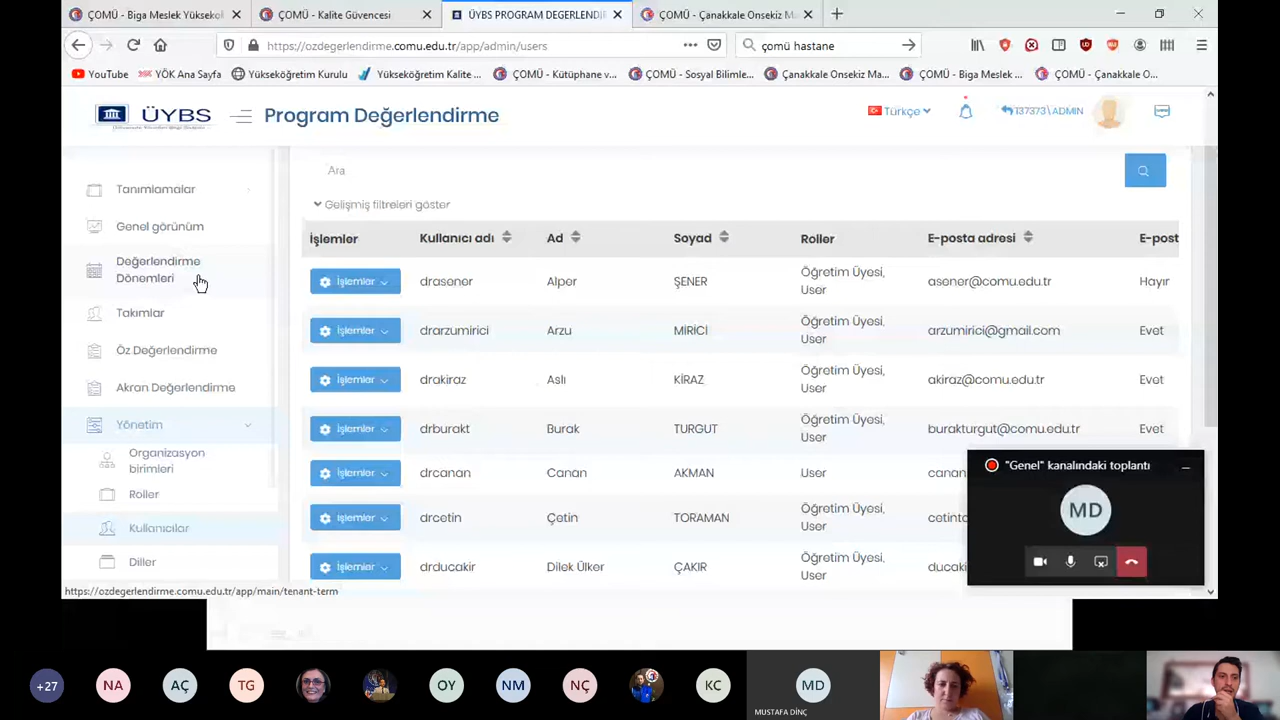 ÇOMÜ - Biga Meslek Yüksekol
ÇOMÜ - Kalite Güvencesi
ÜYBS PROGRAM DEĞERLENDİR
ÇOMÜ - Çanakkale Onsekiz M
https://ozdegerlendirme.comu.edu.tr/app/admin/users
çomü hastane
YouTube
YÖK Ana Sayfa
Yükseköğretim Kurulu
Yükseköğretim Kalite ...
ÇOMÜ - Kütüphane v...
ÇOMÜ - Sosyal Bilimle...
Çanakkale Onsekiz Ma...
ÇOMÜ - Biga Meslek ...
ÇOMÜ - Çanakkale O...
ÜYBS
Program Değerlendirme
Türkçe
137373\ADMIN
Tanımlamalar
Genel görünüm
Değerlendirme
Dönemleri
Takımlar
Öz Değerlendirme
Akran Değerlendirme
Yönetim
Organizasyon
birimleri
Roller
Kullanıcılar
Diller
Ara
Gelişmiş filtreleri göster
İşlemler Kullanıcı adı Ad Soyad Roller E-posta adresi E-post
İşlemler drasener Alper ŞENER Öğretim Üyesi, User asener@comu.edu.tr Hayır
İşlemler drarzumirici Arzu MİRİCİ Öğretim Üyesi, User arzumirici@gmail.com Evet
İşlemler drakiraz Aslı KİRAZ Öğretim Üyesi, User akiraz@comu.edu.tr Evet
İşlemler drburakt Burak TURGUT Öğretim Üyesi, User burakturgut@comu.edu.tr Evet
İşlemler drcanan Canan AKMAN User canan
İşlemler drcetin Çetin TORAMAN Öğretim Üyesi, User cetinto
İşlemler drducakir Dilek Ülker ÇAKIR Öğretim Üyesi, User ducaki
"Genel" kanalındaki toplantı
MD
https://ozdegerlendirme.comu.edu.tr/app/main/tenant-term
+27
NA
AÇ
TG
OY
NM
NÇ
KC
MD
MUSTAFA DİNÇ